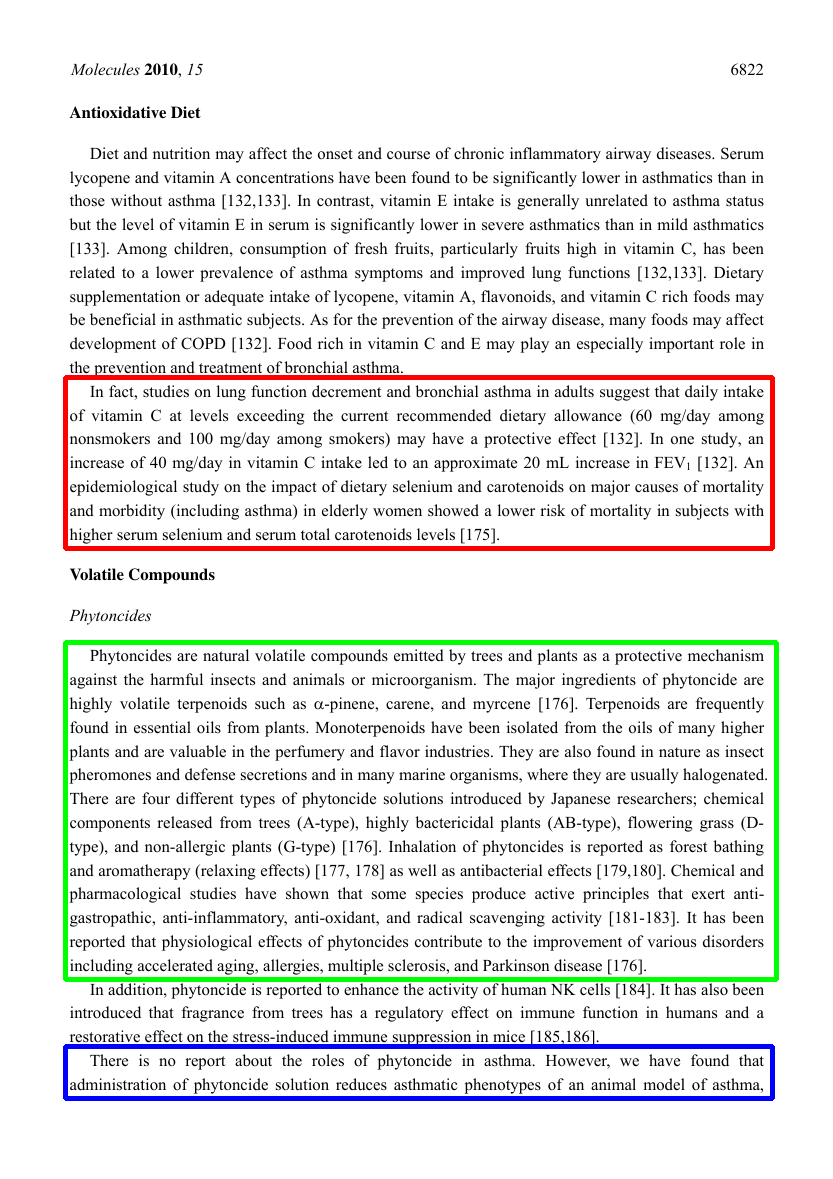 Molecules 2010, 15
6822
Antioxidative Diet
Diet and nutrition may affect the onset and course of chronic inflammatory airway diseases. Serum
lycopene and vitamin A concentrations have been found to be significantly lower in asthmatics than in
those without asthma [132,133]. In contrast, vitamin E intake is generally unrelated to asthma status
but the level of vitamin E in serum is significantly lower in severe asthmatics than in mild asthmatics
[133]. Among children, consumption of fresh fruits, particularly fruits high in vitamin C, has been
related to a lower prevalence of asthma symptoms and improved lung functions [132,133]. Dietary
supplementation or adequate intake of lycopene, vitamin A, flavonoids, and vitamin C rich foods may
be beneficial in asthmatic subjects. As for the prevention of the airway disease, many foods may affect
development of COPD [132]. Food rich in vitamin C and E may play an especially important role in
the prevention and treatment of bronchial asthma.
In fact, studies on lung function decrement and bronchial asthma in adults suggest that daily intake
of vitamin C at levels exceeding the current recommended dietary allowance (60 mg/day among
nonsmokers and 100 mg/day among smokers) may have a protective effect [132]. In one study, an
increase of 40 mg/day in vitamin C intake led to an approximate 20 mL increase in FEV₁ [132]. An
epidemiological study on the impact of dietary selenium and carotenoids on major causes of mortality
and morbidity (including asthma) in elderly women showed a lower risk of mortality in subjects with
higher serum selenium and serum total carotenoids levels [175].
Volatile Compounds
Phytoncides
Phytoncides are natural volatile compounds emitted by trees and plants as a protective mechanism
against the harmful insects and animals or microorganism. The major ingredients of phytoncide are
highly volatile terpenoids such as α-pinene, carene, and myrcene [176]. Terpenoids are frequently
found in essential oils from plants. Monoterpenoids have been isolated from the oils of many higher
plants and are valuable in the perfumery and flavor industries. They are also found in nature as insect
pheromones and defense secretions and in many marine organisms, where they are usually halogenated.
There are four different types of phytoncide solutions introduced by Japanese researchers; chemical
components released from trees (A-type), highly bactericidal plants (AB-type), flowering grass (D-
type), and non-allergic plants (G-type) [176]. Inhalation of phytoncides is reported as forest bathing
and aromatherapy (relaxing effects) [177, 178] as well as antibacterial effects [179,180]. Chemical and
pharmacological studies have shown that some species produce active principles that exert anti-
gastropathic, anti-inflammatory, anti-oxidant, and radical scavenging activity [181-183]. It has been
reported that physiological effects of phytoncides contribute to the improvement of various disorders
including accelerated aging, allergies, multiple sclerosis, and Parkinson disease [176].
In addition, phytoncide is reported to enhance the activity of human NK cells [184]. It has also been
introduced that fragrance from trees has a regulatory effect on immune function in humans and a
restorative effect on the stress-induced immune suppression in mice [185,186].
There is no report about the roles of phytoncide in asthma. However, we have found that
administration of phytoncide solution reduces asthmatic phenotypes of an animal model of asthma,